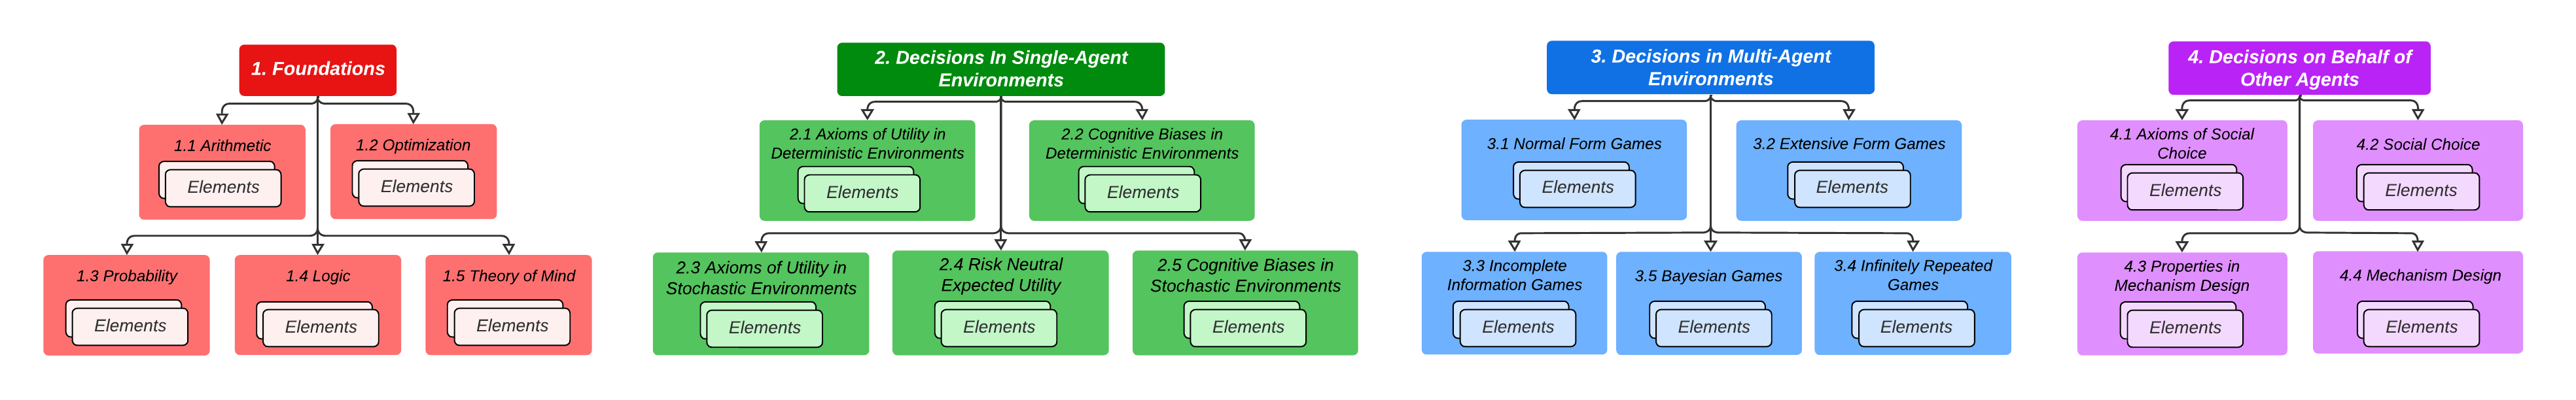 1. Foundations
1.1 Arithmetic
Elements
1.2 Optimization
Elements
1.3 Probability
Elements
1.4 Logic
Elements
1.5 Theory of Mind
Elements
2. Decisions In Single-Agent
Environments
2.1 Axioms of Utility in
Deterministic Environments
Elements
2.2 Cognitive Biases in
Deterministic Environments
Elements
2.3 Axioms of Utility in
Stochastic Environments
Elements
2.4 Risk Neutral
Expected Utility
Elements
2.5 Cognitive Biases in
Stochastic Environments
Elements
3. Decisions in Multi-Agent
Environments
3.1 Normal Form Games
Elements
3.2 Extensive Form Games
Elements
3.3 Incomplete
Information Games
Elements
3.5 Bayesian Games
Elements
3.4 Infinitely Repeated
Games
Elements
4. Decisions on Behalf of
Other Agents
4.1 Axioms of Social
Choice
Elements
4.2 Social Choice
Elements
4.3 Properties in
Mechanism Design
Elements
4.4 Mechanism Design
Elements